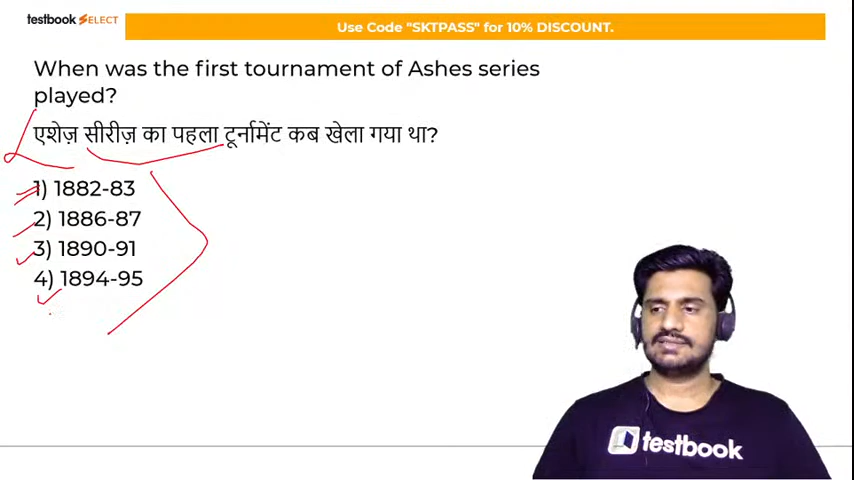 testbook SELECT
Use Code "SKTPASS" for 10% DISCOUNT.
When was the first tournament of Ashes series
played?
एशेज़ सीरीज़ का पहला टूर्नामेंट कब खेला गया था?
1) 1882-83
2) 1886-87
3) 1890-91
4) 1894-95
testbook